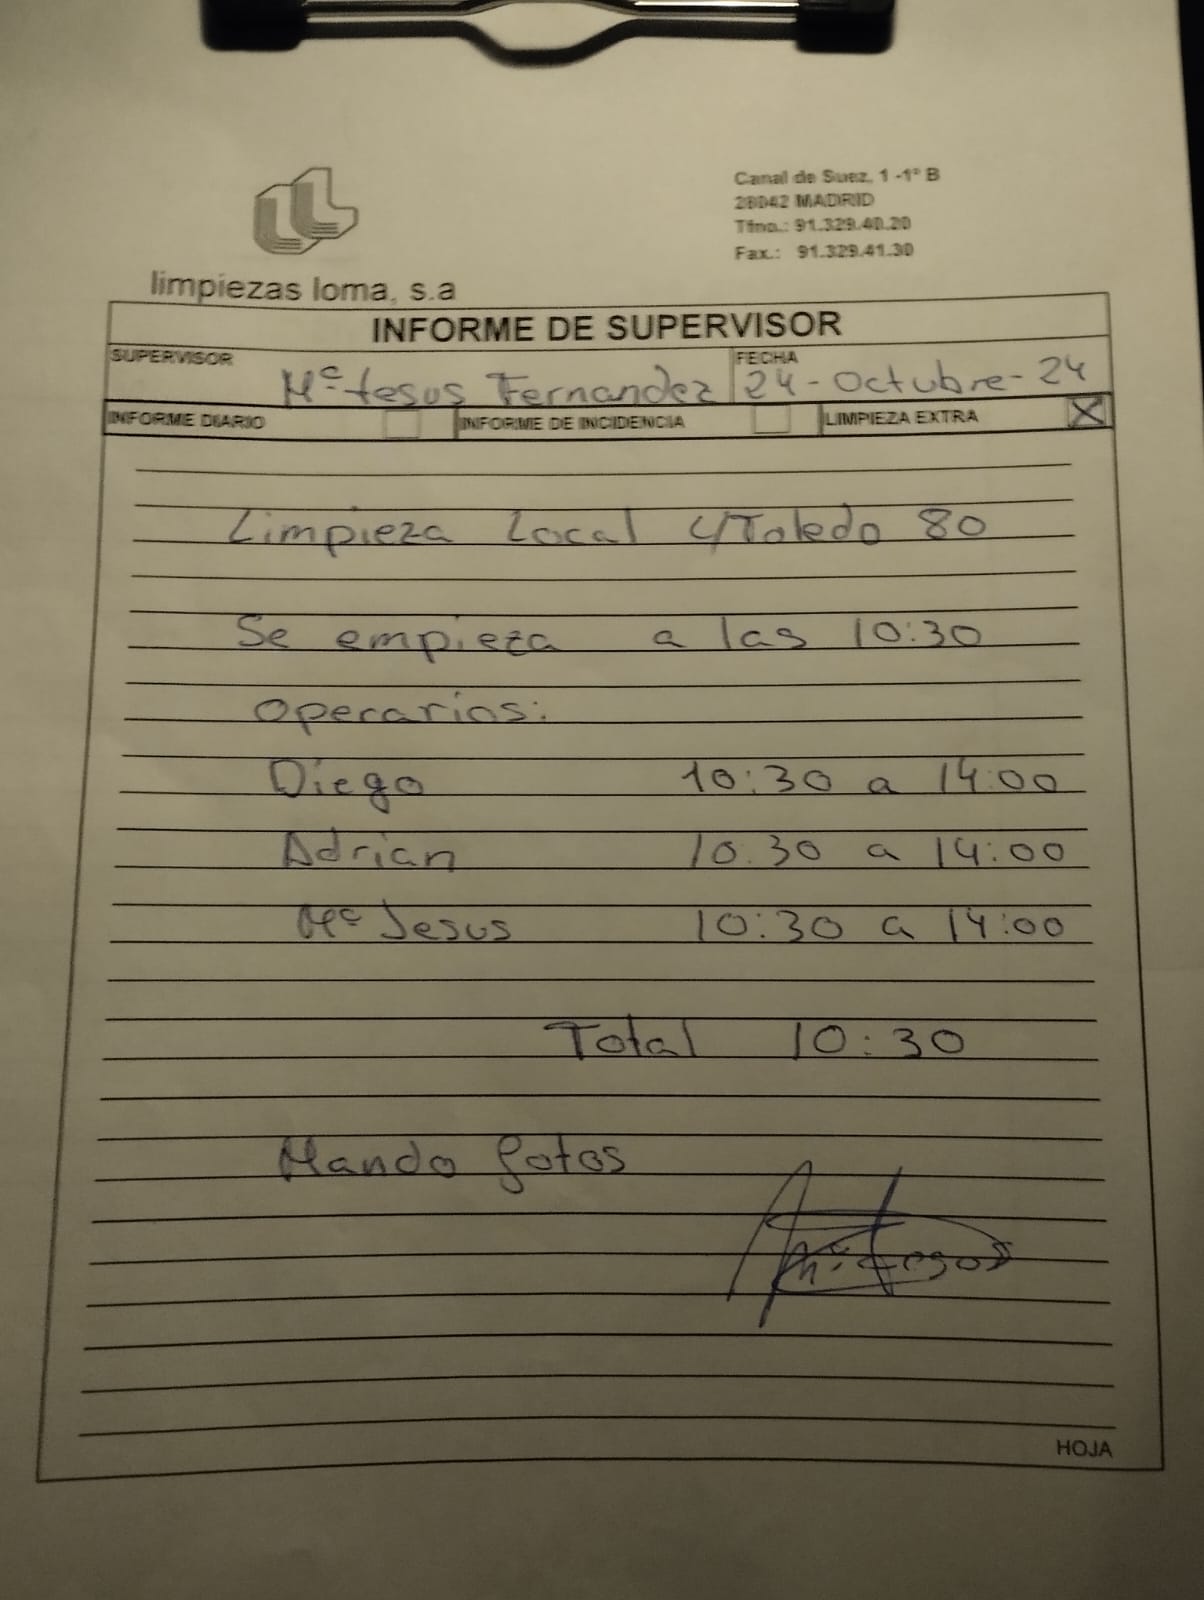 Canal de Suez, 1 -1º B
28042 MADRID
Tfno.: 91.329.40.20
Fax.: 91.329.41.30
limpiezas loma, s.a
INFORME DE SUPERVISOR
SUPERVISOR Mª Jesus Fernandez FECHA 24-Octubre-24
INFORME DIARIO INFORME DE INCIDENCIA LIMPIEZA EXTRA X
Limpieza Local C/Toledo 80
Se empieza a las 10:30
Operarios:
Diego 10:30 a 14:00
Adrian 10:30 a 14:00
Mª Jesus 10:30 a 14:00
Total 10:30
Mando fotos
Mª Jesus
HOJA